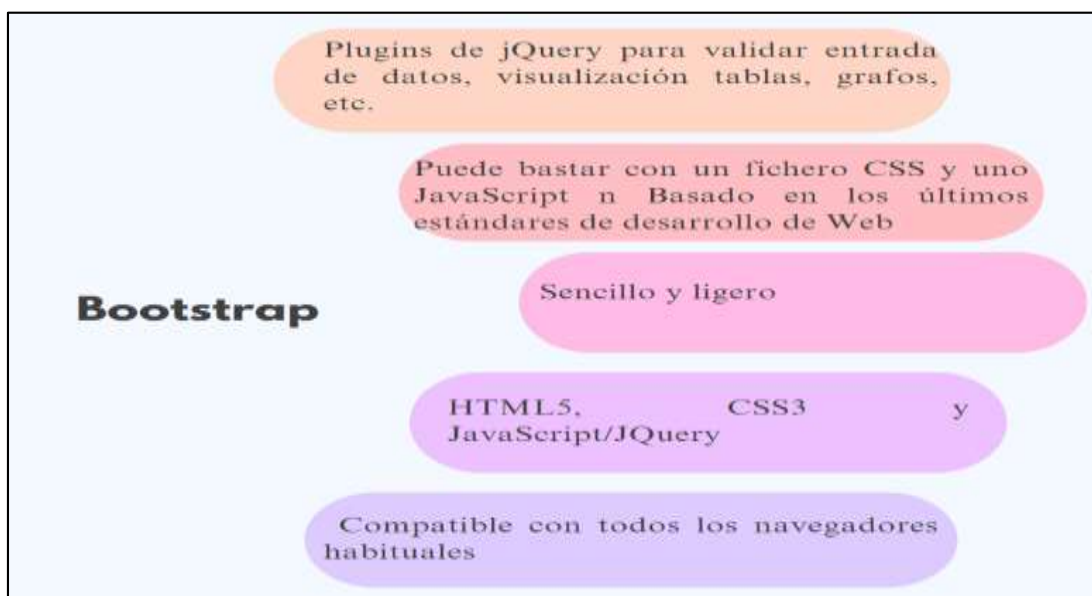 Plugins de jQuery para validar entrada
de datos, visualización tablas, grafos,
etc.
Puede bastar con un fichero CSS y uno
JavaScript n Basado en los últimos
estándares de desarrollo de Web
Sencillo y ligero
Bootstrap
HTML5, CSS3 y
JavaScript/JQuery
Compatible con todos los navegadores
habituales